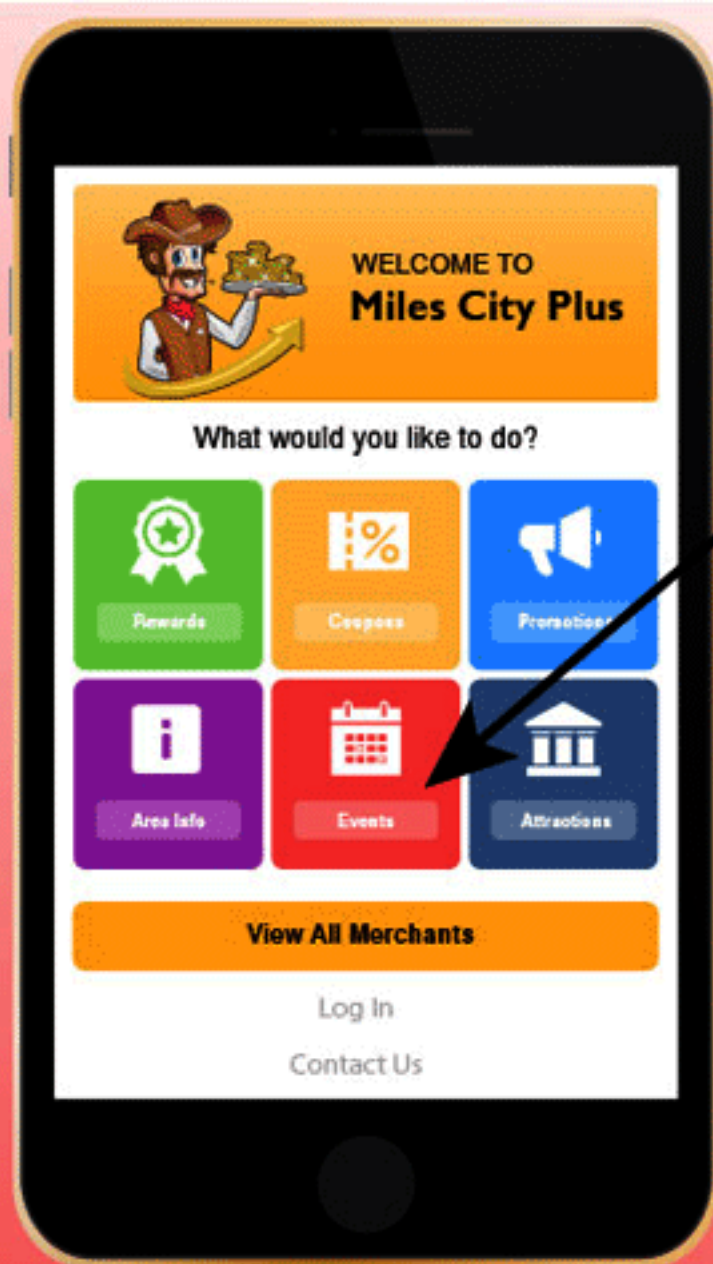 WELCOME TO
Miles City Plus
What would you like to do?
Rewards
Coupons
Promotions
Area Info
Events
Attractions
View All Merchants
Log In
Contact Us